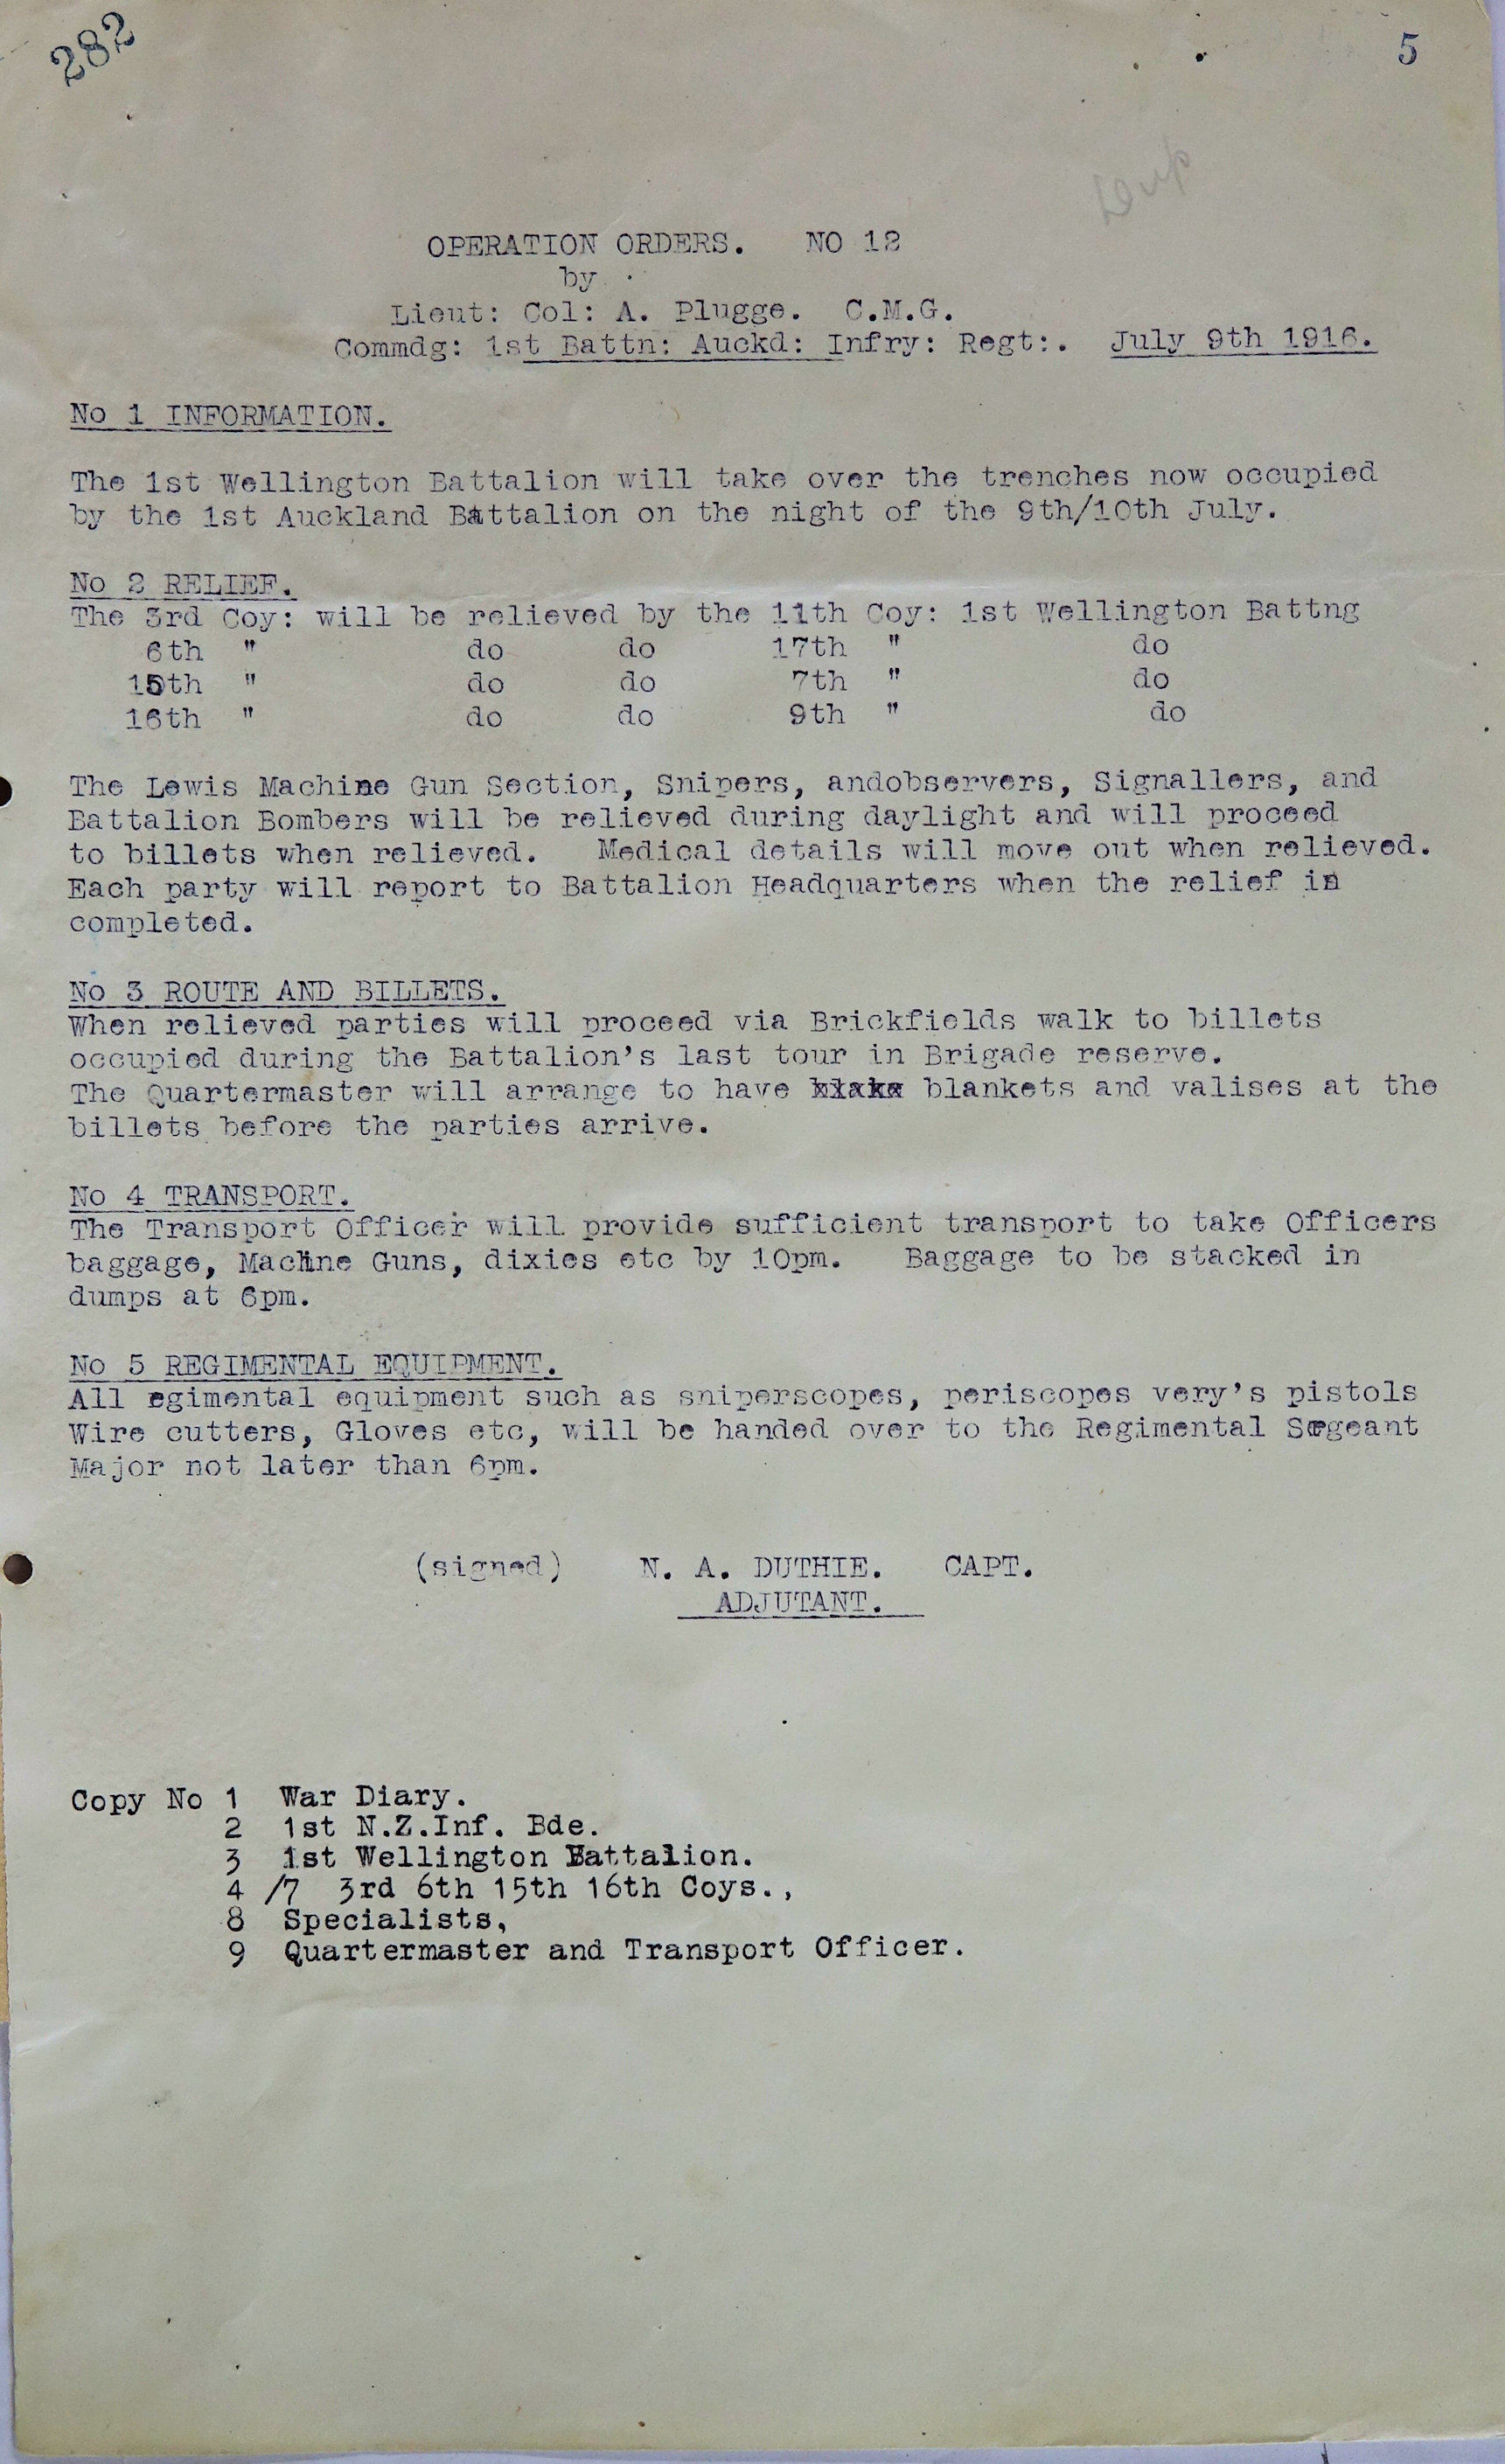 282
5
OPERATION ORDERS. NO 12
by
Lieut: Col: A. Plugge. C.M.G.
Commdg: 1st Battn: Auckd: Infry: Regt:. July 9th 1916.
No 1 INFORMATION.
The 1st Wellington Battalion will take over the trenches now occupied
by the 1st Auckland Battalion on the night of the 9th/10th July.
No 2 RELIEF.
The 3rd Coy: will be relieved by the 11th Coy: 1st Wellington Battng
6th " do do 17th " do
15th " do do 7th " do
16th " do do 9th " do
The Lewis Machine Gun Section, Snipers, andobservers, Signallers, and
Battalion Bombers will be relieved during daylight and will proceed
to billets when relieved. Medical details will move out when relieved.
Each party will report to Battalion Headquarters when the relief is
completed.
No 3 ROUTE AND BILLETS.
When relieved parties will proceed via Brickfields walk to billets
occupied during the Battalion's last tour in Brigade reserve.
The Quartermaster will arrange to have blankets and valises at the
billets before the parties arrive.
No 4 TRANSPORT.
The Transport Officer will provide sufficient transport to take Officers
baggage, Machine Guns, dixies etc by 10pm. Baggage to be stacked in
dumps at 6pm.
No 5 REGIMENTAL EQUIPMENT.
All egimental equipment such as sniperscopes, periscopes very's pistols
Wire cutters, Gloves etc, will be handed over to the Regimental Sergeant
Major not later than 6pm.
(signed) N. A. DUTHIE. CAPT.
ADJUTANT.
Copy No 1 War Diary.
2 1st N.Z.Inf. Bde.
3 1st Wellington Battalion.
4 /7 3rd 6th 15th 16th Coys.,
8 Specialists,
9 Quartermaster and Transport Officer.